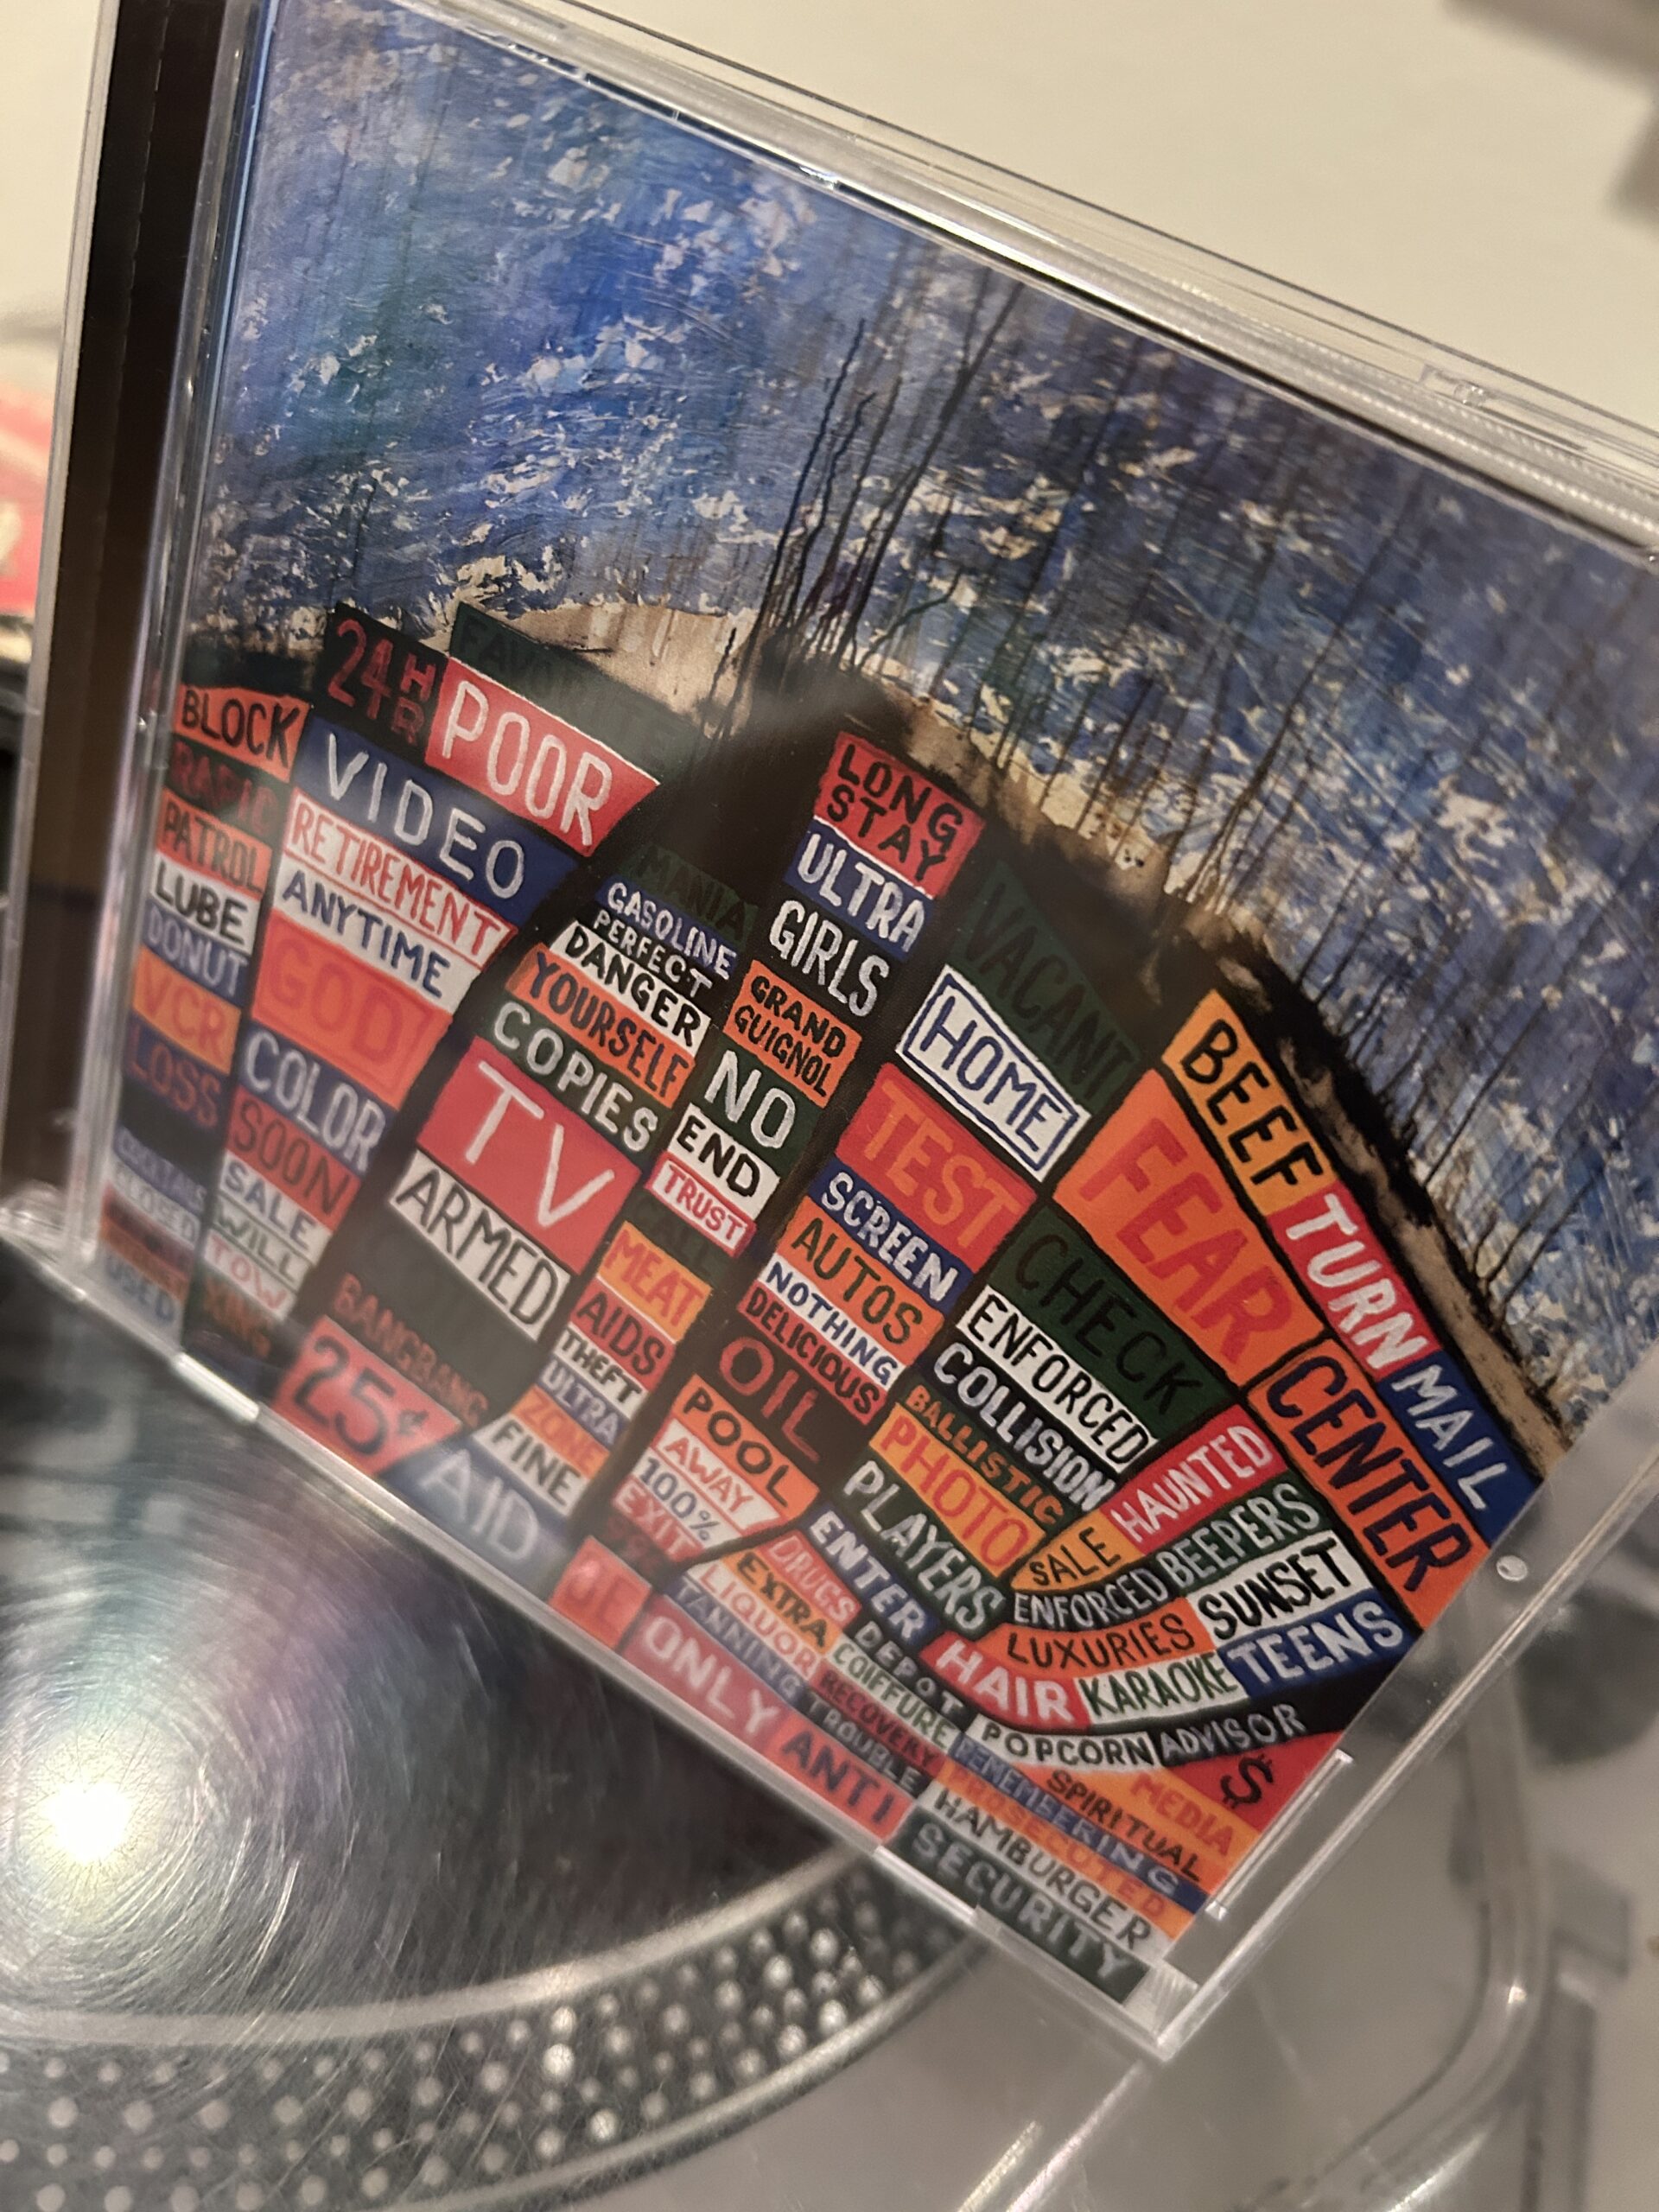 24HR
POOR
BLOCK
VIDEO
RAPID
RETIREMENT
PATROL
ANYTIME
LUBE
GOD!
DONUT
VCR
COLOR
LOSS
SOON
SALE
WILL
TOW
USED
MANIA
GASOLINE
PERFECT
DANGER
YOURSELF
COPIES
TV
ARMED
BANGBANG
25¢
AID
LONG
STAY
ULTRA
GIRLS
GRAND
GUIGNOL
NO
END
TRUST
CALL
MEAT
AIDS
THEFT
ULTRA
ZONE
FINE
VACANT
HOME
TEST
SCREEN
AUTOS
NOTHING
DELICIOUS
OIL
POOL
AWAY
100%
EXIT
FEAR
CHECK
ENFORCED
COLLISION
BALLISTIC
PHOTO
PLAYERS
ENTER
DRUGS
EXTRA
LIQUOR
TANNING
ONLY ANTI
BEEF TURN MAIL
CENTER
SALE HAUNTED
ENFORCED BEEPERS
LUXURIES SUNSET
HAIR KARAOKE TEENS
DEPOT POPCORN ADVISOR
COIFFURE REMEMBERING
$
MEDIA
SPIRITUAL
RECOVERY PROSECUTED
TROUBLE HAMBURGER
SECURITY